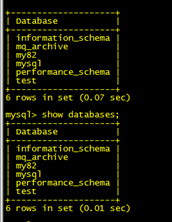 +--------------------+
| Database           |
+--------------------+
| information_schema |
| mq_archive         |
| my82               |
| mysql              |
| performance_schema |
| test               |
+--------------------+
6 rows in set (0.07 sec)
mysql> show databases;
+--------------------+
| Database           |
+--------------------+
| information_schema |
| mq_archive         |
| my82               |
| mysql              |
| performance_schema |
| test               |
+--------------------+
6 rows in set (0.01 sec)